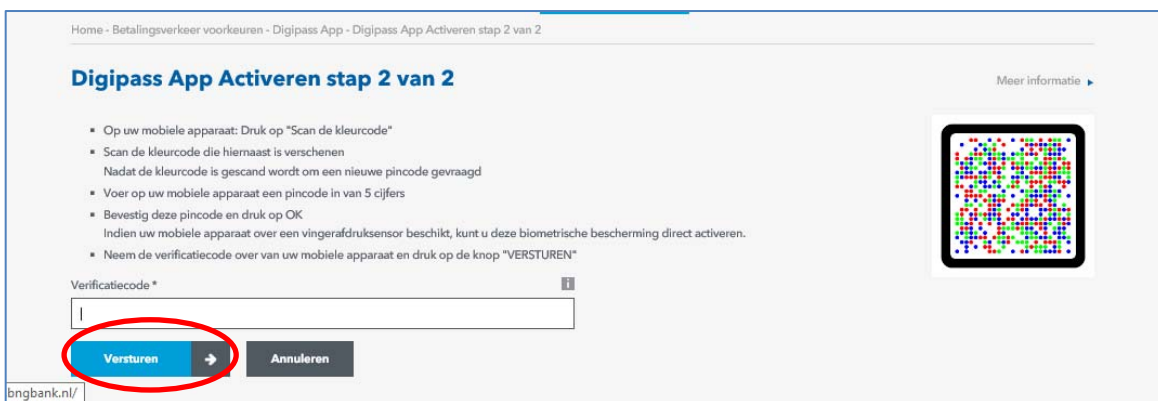 Home - Betalingsverkeer voorkeuren - Digipass App - Digipass App Activeren stap 2 van 2
Digipass App Activeren stap 2 van 2
Meer informatie
Op uw mobiele apparaat: Druk op "Scan de kleurcode"
Scan de kleurcode die hiernaast is verschenen
Nadat de kleurcode is gescand wordt om een nieuwe pincode gevraagd
Voer op uw mobiele apparaat een pincode in van 5 cijfers
Bevestig deze pincode en druk op OK
Indien uw mobiele apparaat over een vingerafdruksensor beschikt, kunt u deze biometrische bescherming direct activeren.
Neem de verificatiecode over van uw mobiele apparaat en druk op de knop "VERSTUREN"
Verificatiecode *
i
Versturen
Annuleren
bngbank.nl/